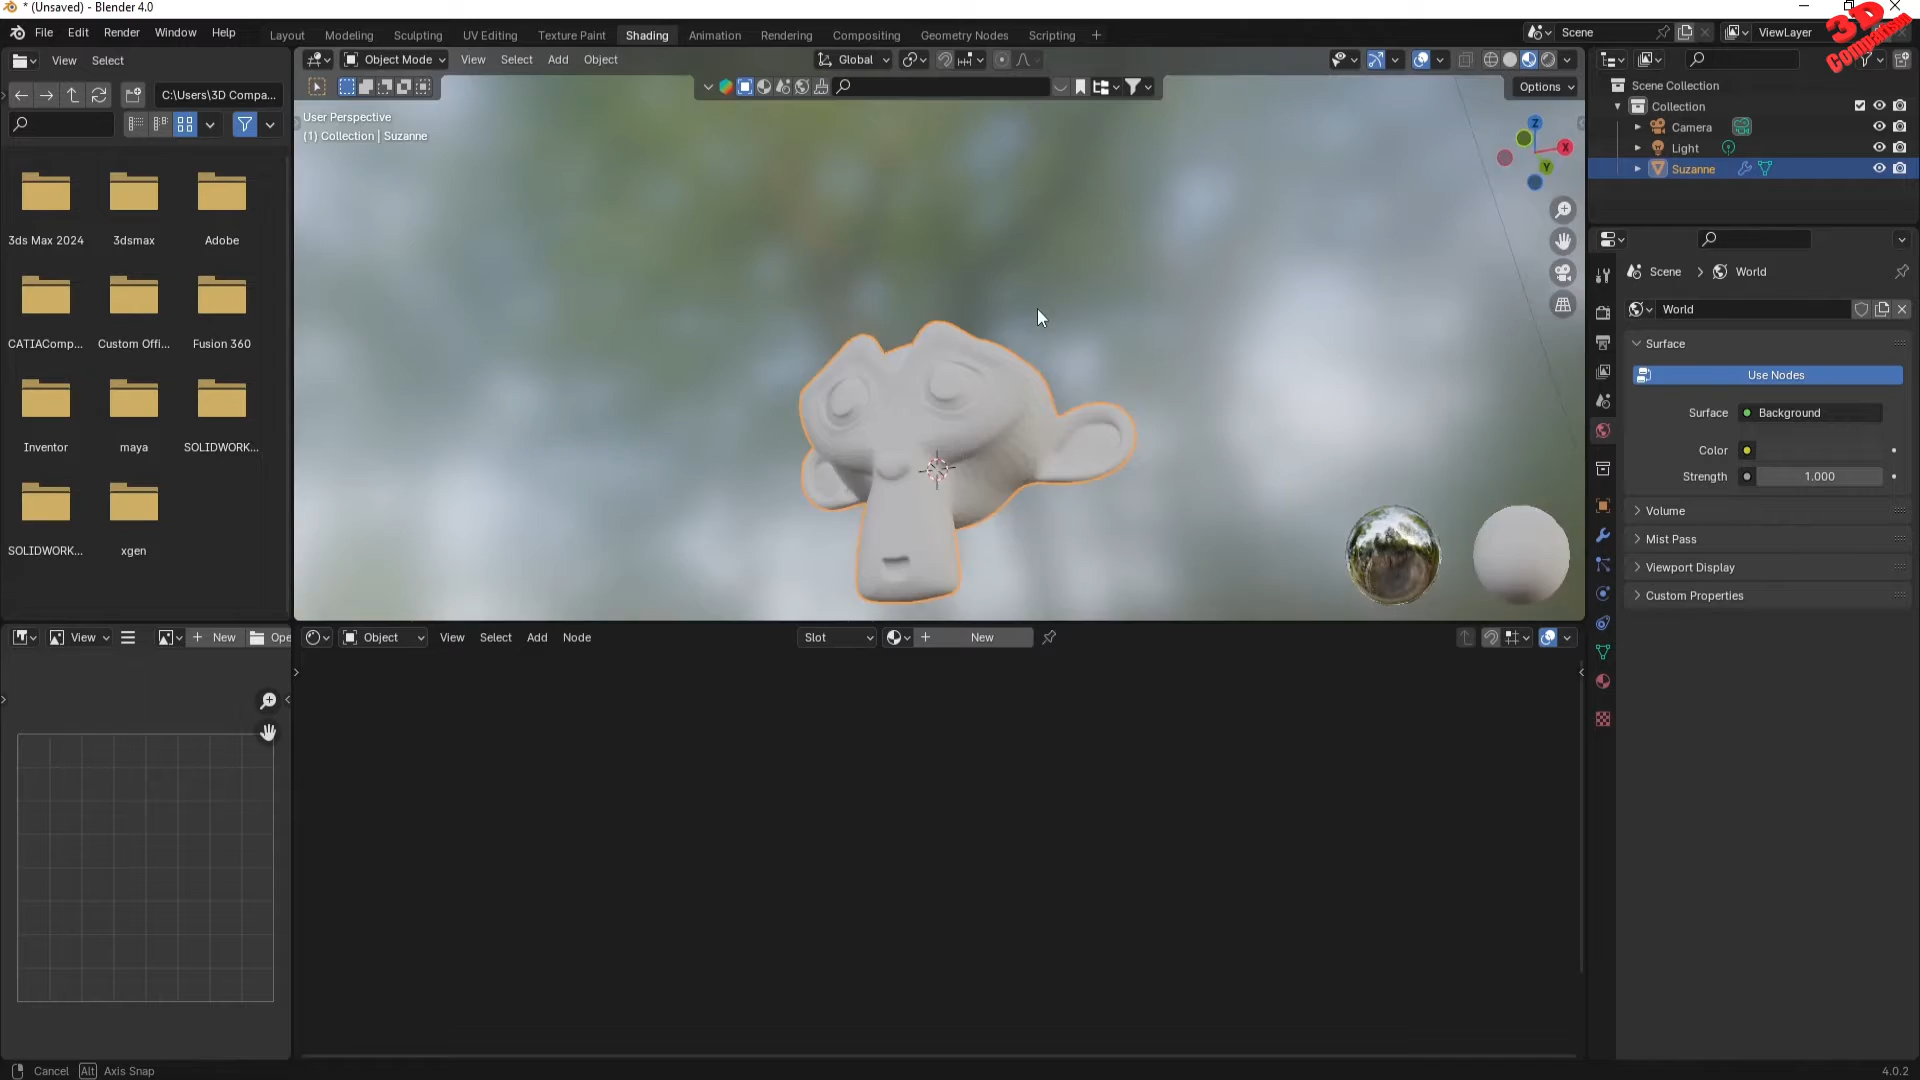 * (Unsaved) - Blender 4.0
File Edit Render Window Help
Layout Modeling Sculpting UV Editing Texture Paint Shading Animation Rendering Compositing Geometry Nodes Scripting +
Scene
ViewLayer
3D
Comparison
View Select
Object Mode View Select Add Object
Global
C:\Users\3D Compa...
Options
User Perspective
(1) Collection | Suzanne
Z
X
Y
Scene Collection
Collection
Camera
Light
Suzanne
3ds Max 2024 3dsmax Adobe
CATIAComp... Custom Offi... Fusion 360
Inventor maya SOLIDWORK...
SOLIDWORK... xgen
Scene > World
World
Surface
Use Nodes
Surface Background
Color
Strength 1.000
Volume
Mist Pass
Viewport Display
Custom Properties
View + New Ope
Object View Select Add Node
Slot
+ New
Cancel Alt Axis Snap
4.0.2